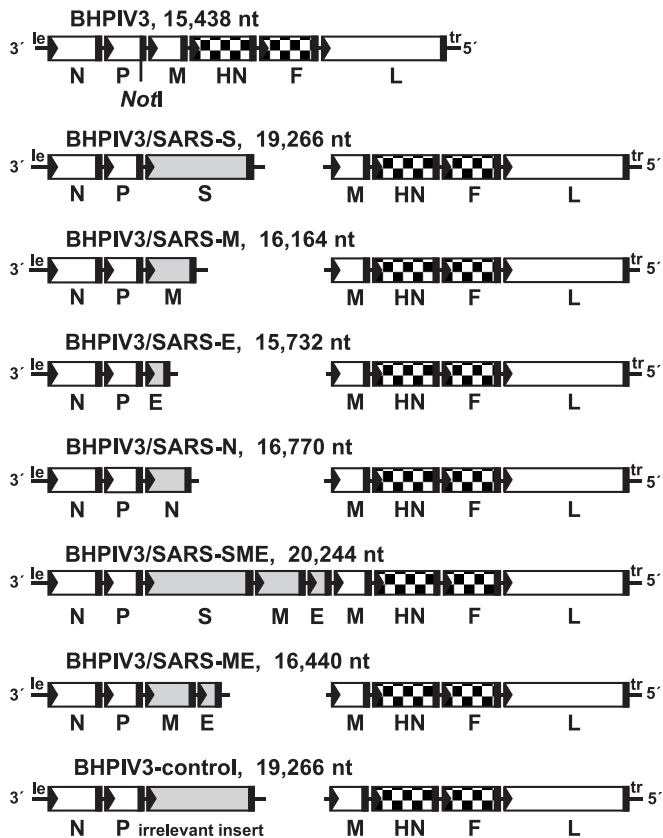 BHPIV3, 15,438 nt
3´ le tr 5´
N P M HN F L
NotI
BHPIV3/SARS-S, 19,266 nt
3´ le tr 5´
N P S M HN F L
BHPIV3/SARS-M, 16,164 nt
3´ le tr 5´
N P M M HN F L
BHPIV3/SARS-E, 15,732 nt
3´ le tr 5´
N P E M HN F L
BHPIV3/SARS-N, 16,770 nt
3´ le tr 5´
N P N M HN F L
BHPIV3/SARS-SME, 20,244 nt
3´ le tr 5´
N P S M E M HN F L
BHPIV3/SARS-ME, 16,440 nt
3´ le tr 5´
N P M E M HN F L
BHPIV3-control, 19,266 nt
3´ le tr 5´
N P irrelevant insert M HN F L